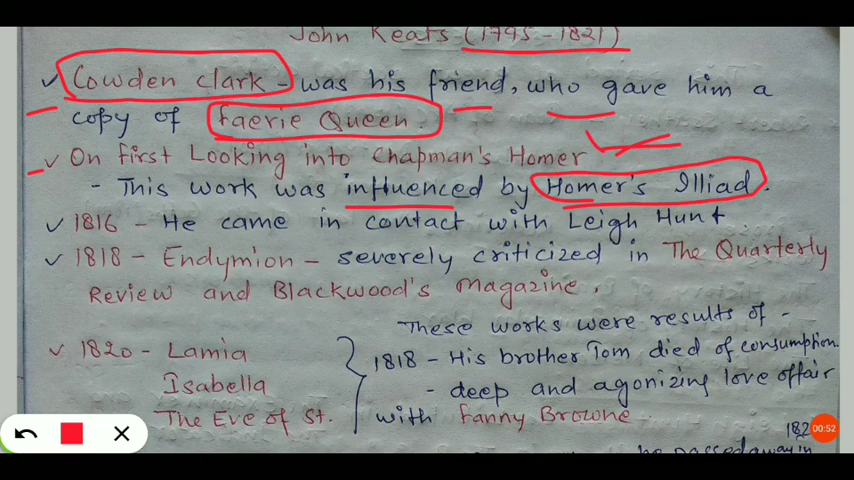 John Keats (1795-1821)
Cowden Clark - was his friend, who gave him a
copy of Faerie Queen.
On First Looking into Chapman's Homer
- This work was influenced by Homer's Illiad.
1816 - He came in contact with Leigh Hunt
1818 - Endymion - severely criticized in The Quarterly
Review and Blackwood's Magazine.
These works were results of -
1820 - Lamia
1818 - His brother Tom died of consumption.
Isabella
- deep and agonizing love affair
The Eve of St.
with Fanny Browne
182
00:52
he passed away in